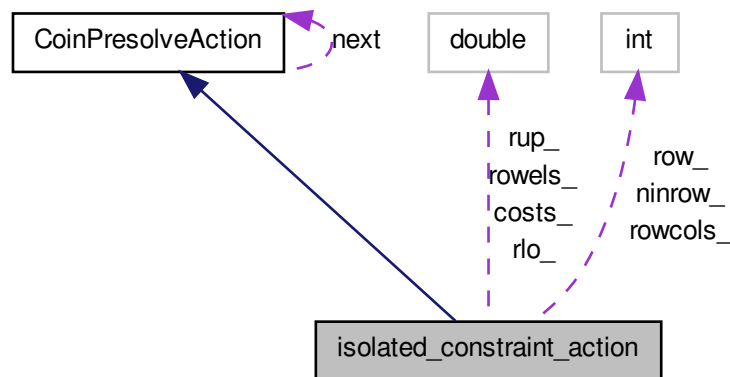 CoinPresolveAction
next
double
int
rup_
rowels_
costs_
rlo_
row_
ninrow_
rowcols_
isolated_constraint_action